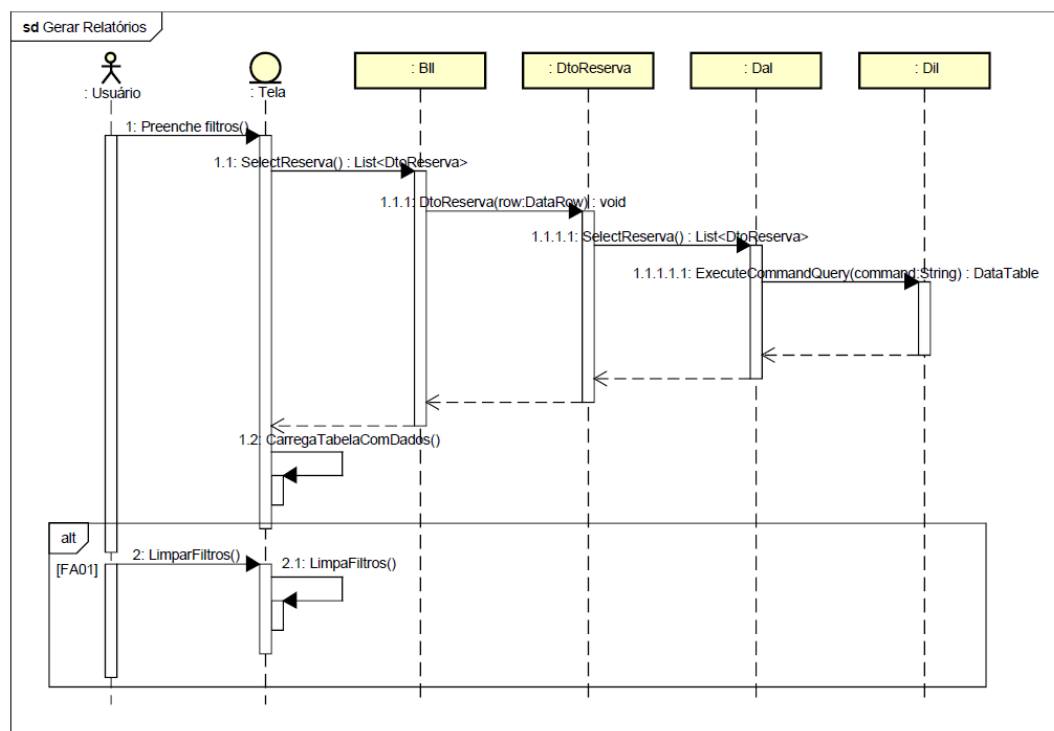 sd Gerar Relatórios
: Usuário
: Tela
: Bll
: DtoReserva
: Dal
: Dil
1: Preenche filtros()
1.1: SelectReserva() : List<DtoReserva>
1.1.1: DtoReserva(row:DataRow) : void
1.1.1.1: SelectReserva() : List<DtoReserva>
1.1.1.1.1: ExecuteCommandQuery(command:String) : DataTable
1.2: CarregaTabelaComDados()
alt
[FA01]
2: LimparFiltros()
2.1: LimpaFiltros()